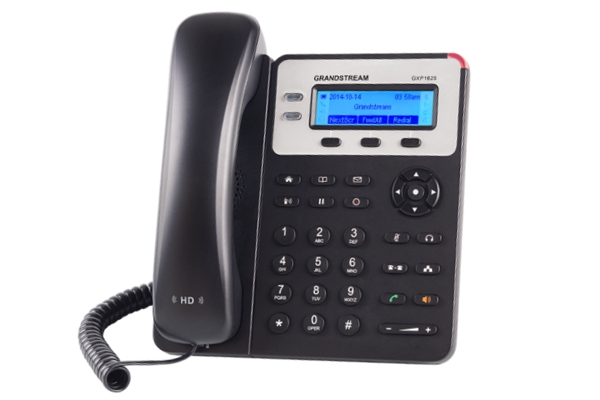 GRANDSTREAM GXP1625
2014-10-14 03:58am
Grandstream
NextScr FwdAll Redial
1 2 ABC 3 DEF
4 GHI 5 JKL 6 MNO
7 PQRS 8 TUV 9 WXYZ
* 0 OPER #
HD
- +